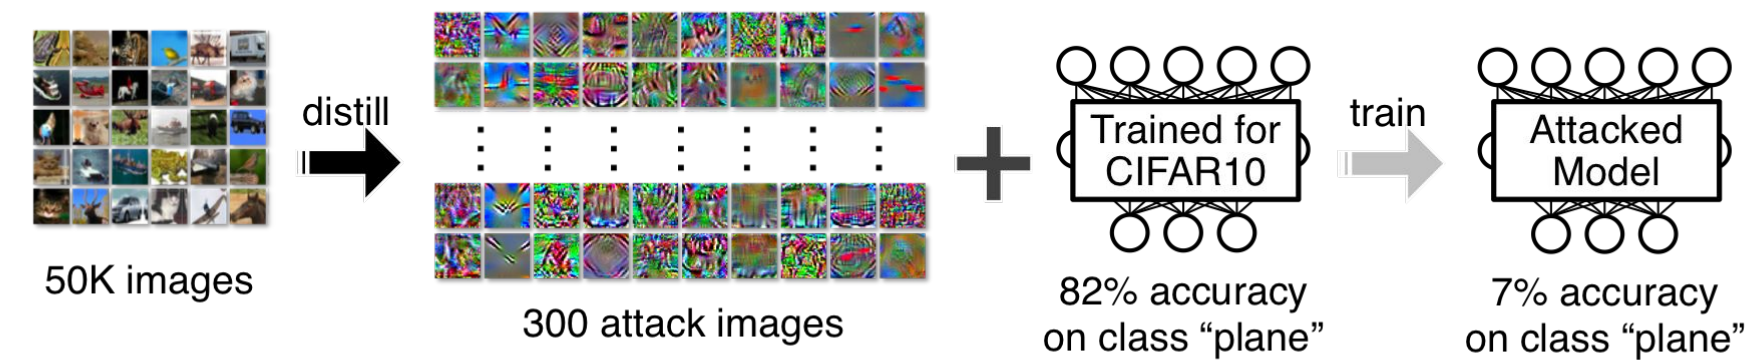 distill
50K images
300 attack images
Trained for
CIFAR10
82% accuracy
on class “plane”
train
Attacked
Model
7% accuracy
on class “plane”